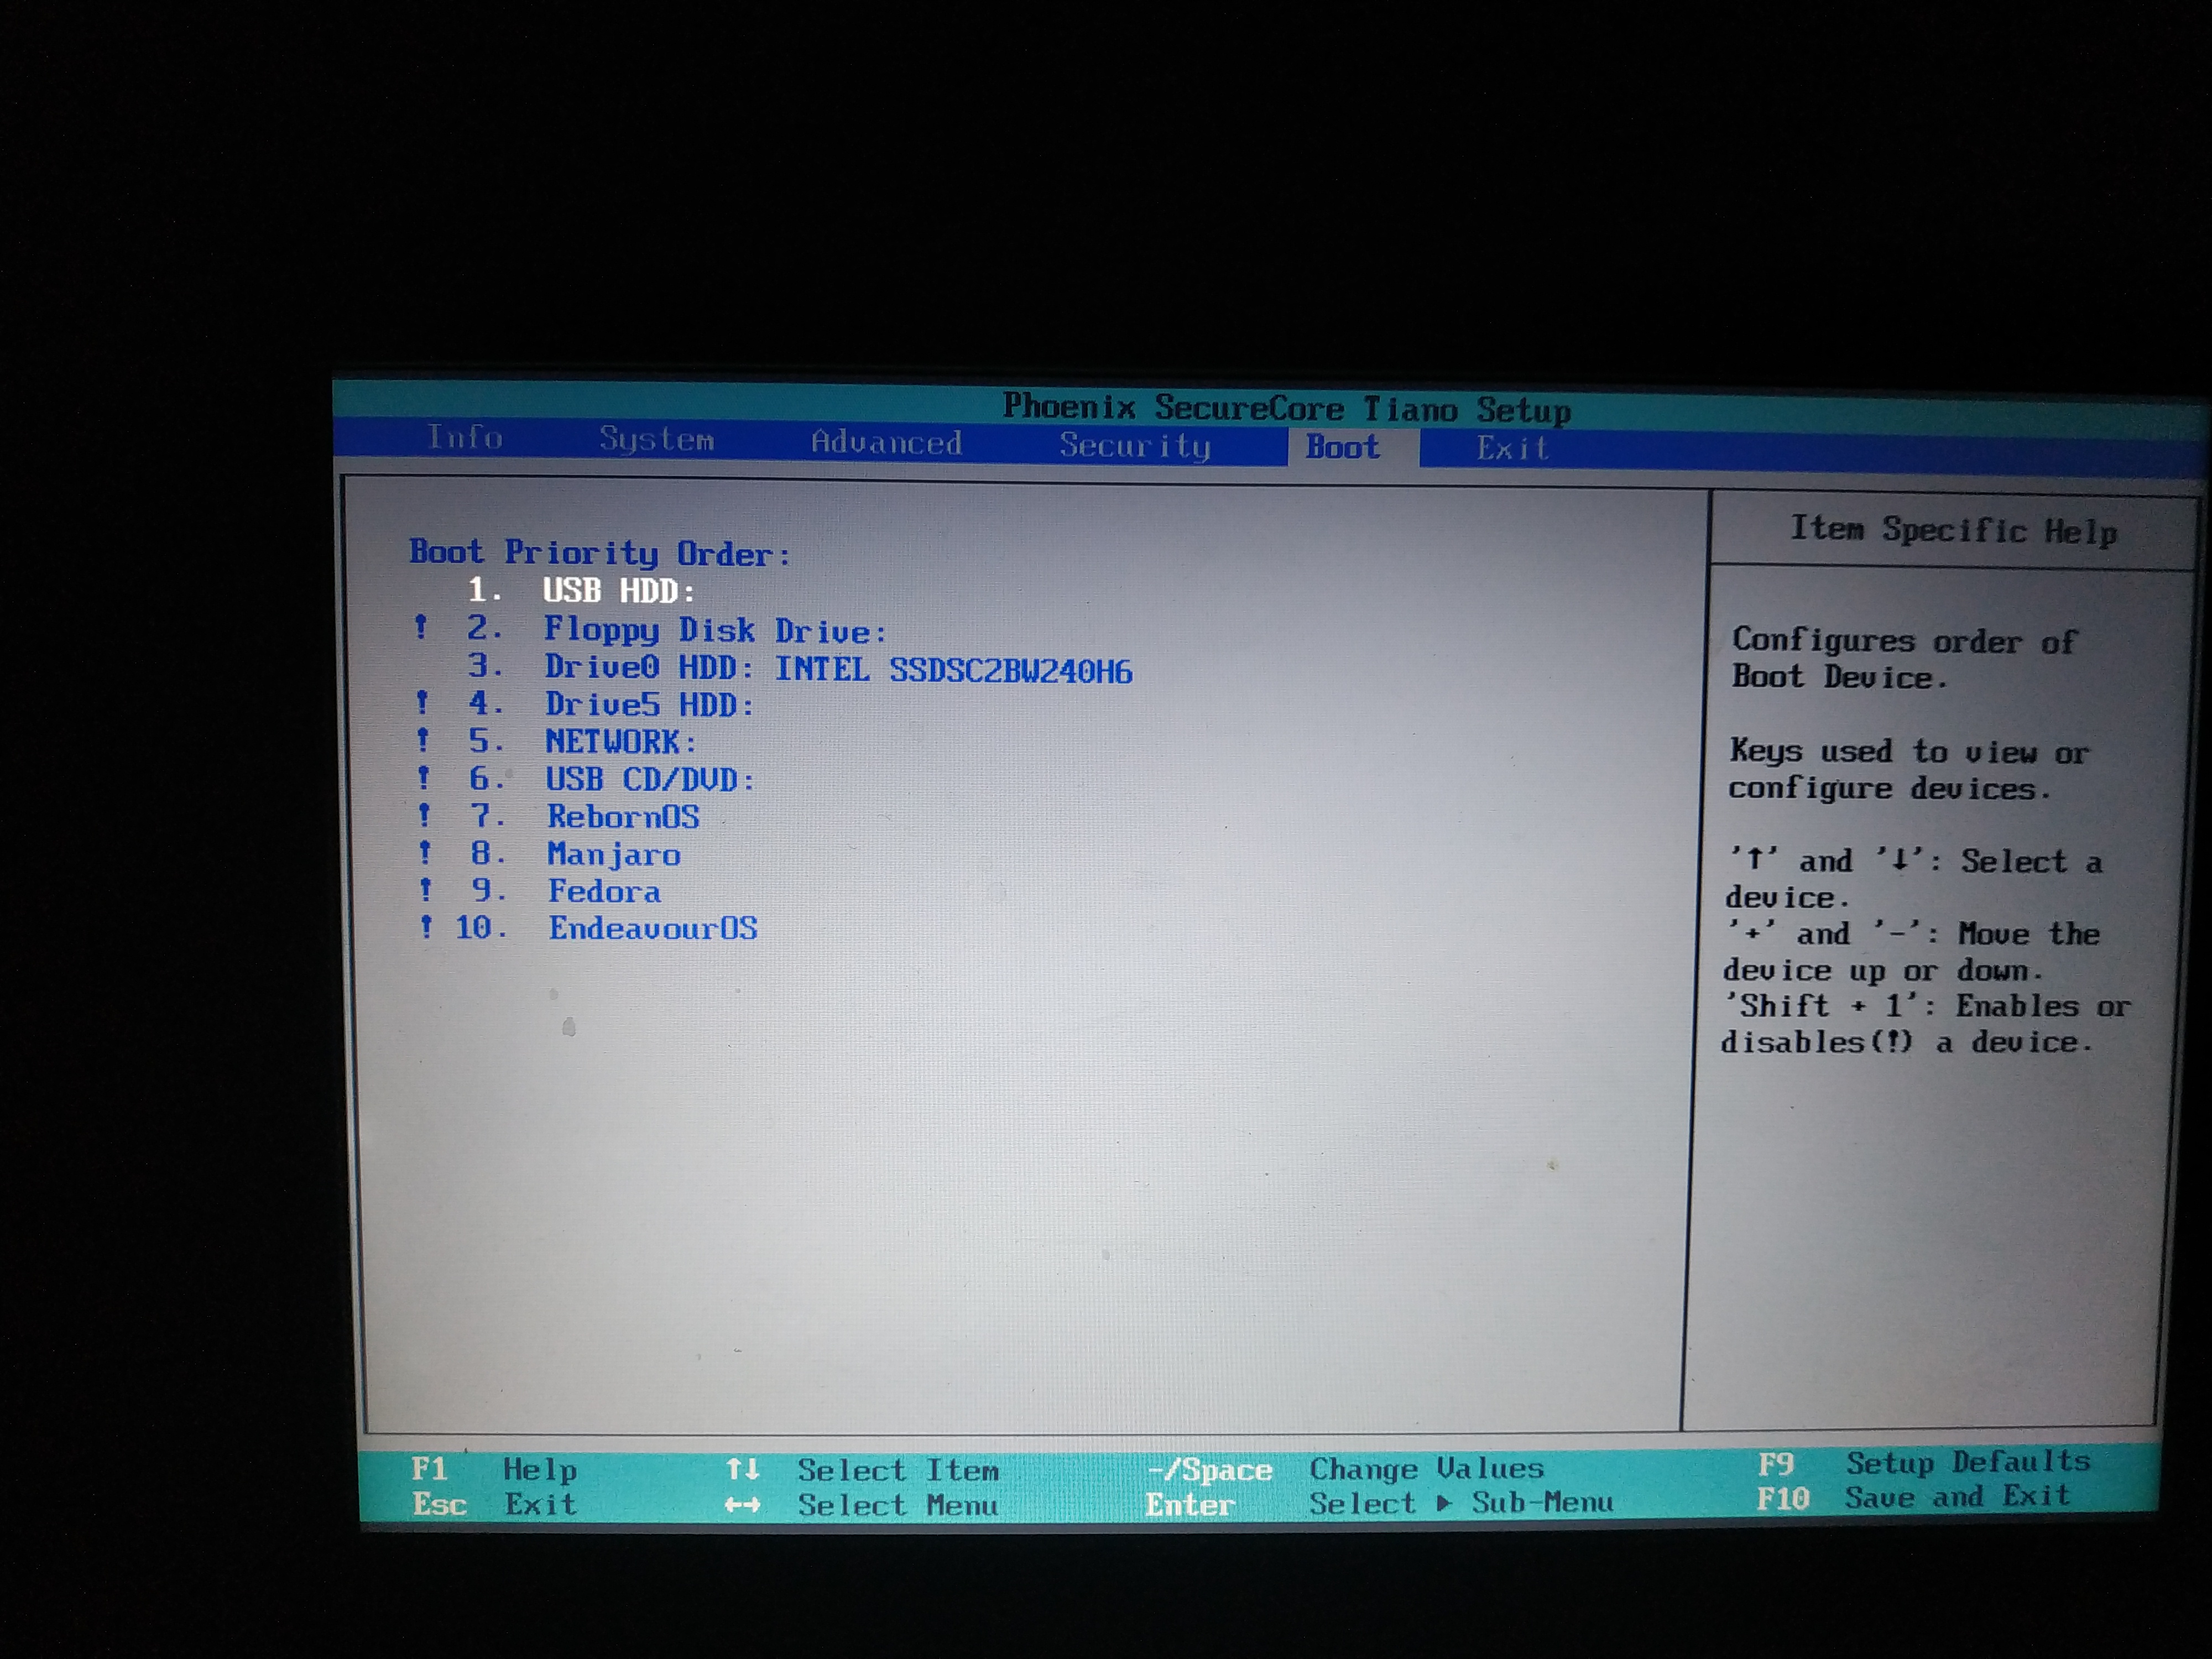 Phoenix SecureCore Tiano Setup
Info System Advanced Security Boot Exit
Boot Priority Order:
1. USB HDD:
! 2. Floppy Disk Drive:
3. Drive0 HDD: INTEL SSDSC2BW240H6
! 4. Drive5 HDD:
! 5. NETWORK:
! 6. USB CD/DVD:
! 7. RebornOS
! 8. Manjaro
! 9. Fedora
! 10. EndeavourOS
Item Specific Help
Configures order of
Boot Device.
Keys used to view or
configure devices.
'↑' and '↓': Select a
device.
'+' and '-': Move the
device up or down.
'Shift + 1': Enables or
disables(!) a device.
F1 Help ↑↓ Select Item -/Space Change Values F9 Setup Defaults
Esc Exit ↔ Select Menu Enter Select ▶ Sub-Menu F10 Save and Exit